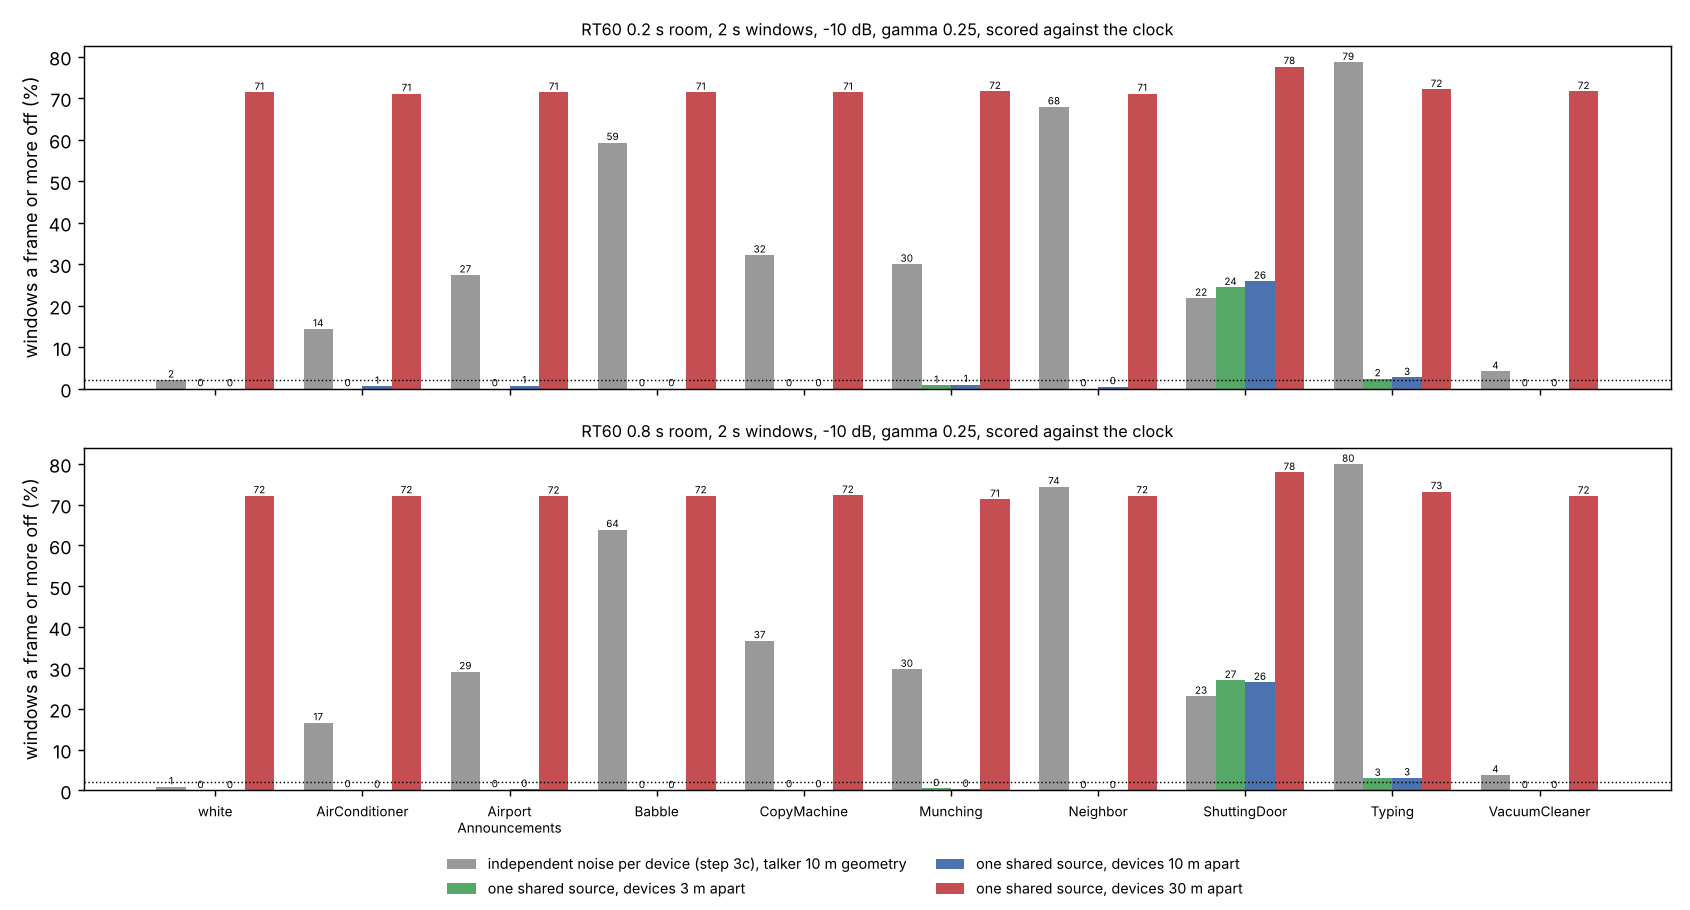 RT60 0.2 s room, 2 s windows, -10 dB, gamma 0.25, scored against the clock
windows a frame or more off (%)
80
70
60
50
40
30
20
10
0
2 0 0 71
14 0 1 71
27 0 1 71
59 0 0 71
32 0 0 71
30 1 1 72
68 0 0 71
22 24 26 78
79 2 3 72
4 0 0 72
RT60 0.8 s room, 2 s windows, -10 dB, gamma 0.25, scored against the clock
windows a frame or more off (%)
80
70
60
50
40
30
20
10
0
1 0 0 72
17 0 0 72
29 0 0 72
64 0 0 72
37 0 0 72
30 0 0 71
74 0 0 72
23 27 26 78
80 3 3 73
4 0 0 72
white
AirConditioner
Airport
Announcements
Babble
CopyMachine
Munching
Neighbor
ShuttingDoor
Typing
VacuumCleaner
independent noise per device (step 3c), talker 10 m geometry
one shared source, devices 3 m apart
one shared source, devices 10 m apart
one shared source, devices 30 m apart